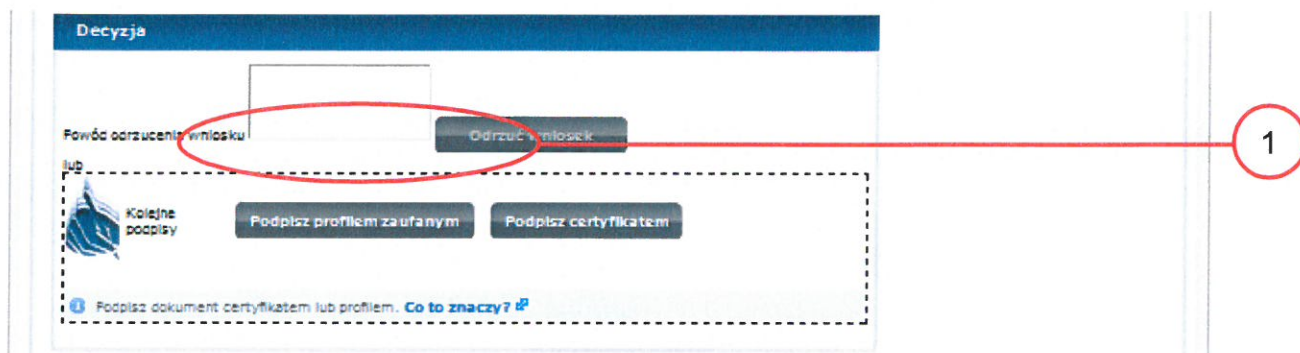 Decyzja
Powód odrzucenia wniosku
Odrzuć wniosek
1
lub
Kolejne
podpisy
Podpisz profilem zaufanym
Podpisz certyfikatem
Podpisz dokument certyfikatem lub profilem. Co to znaczy?